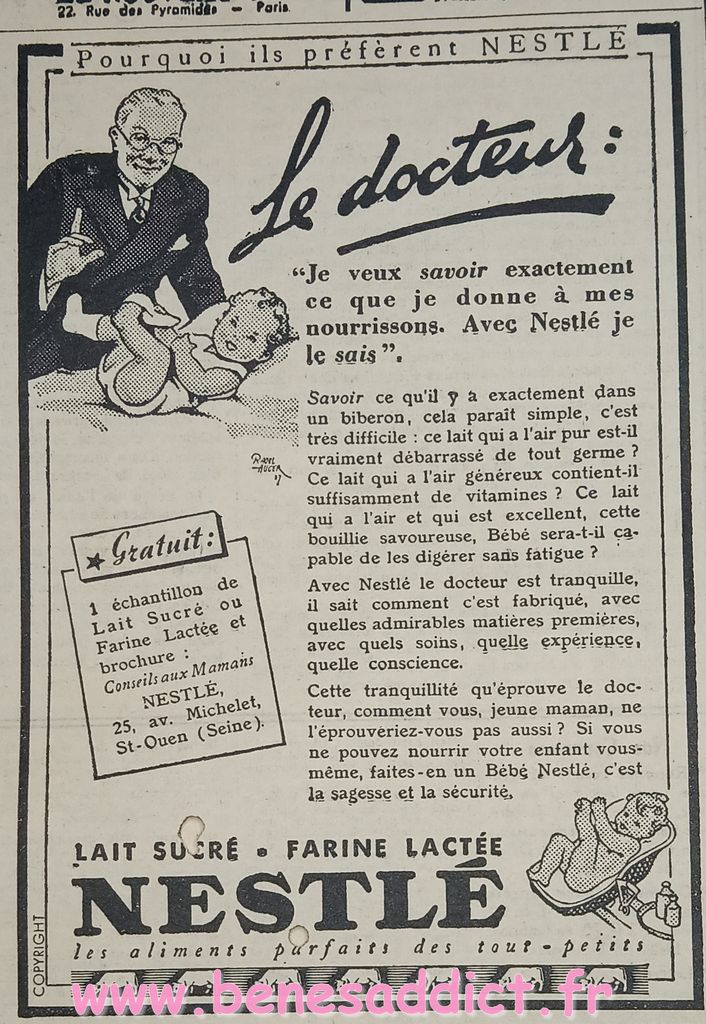 22. Rue des Pyramides - Paris
Pourquoi ils préfèrent NESTLÉ
Le docteur :
“Je veux savoir exactement
ce que je donne à mes
nourrissons. Avec Nestlé je
le sais”.
Savoir ce qu'il y a exactement dans
un biberon, cela paraît simple, c'est
très difficile : ce lait qui a l'air pur est-il
vraiment débarrassé de tout germe ?
Ce lait qui a l'air généreux contient-il
suffisamment de vitamines ? Ce lait
qui a l'air et qui est excellent, cette
bouillie savoureuse, Bébé sera-t-il ca-
pable de les digérer sans fatigue ?
Avec Nestlé le docteur est tranquille,
il sait comment c'est fabriqué, avec
quelles admirables matières premières,
avec quels soins, quelle expérience,
quelle conscience.
Cette tranquillité qu'éprouve le doc-
teur, comment vous, jeune maman, ne
l'éprouveriez-vous pas aussi ? Si vous
ne pouvez nourrir votre enfant vous-
même, faites-en un Bébé Nestlé, c'est
la sagesse et la sécurité.
★ Gratuit :
1 échantillon de
Lait Sucré ou
Farine Lactée et
brochure :
Conseils aux Mamans
NESTLÉ,
25, av. Michelet,
St-Ouen (Seine).
LAIT SUCRÉ • FARINE LACTÉE
NESTLÉ
les aliments parfaits des tout-petits
COPYRIGHT
www.benesaddict.fr